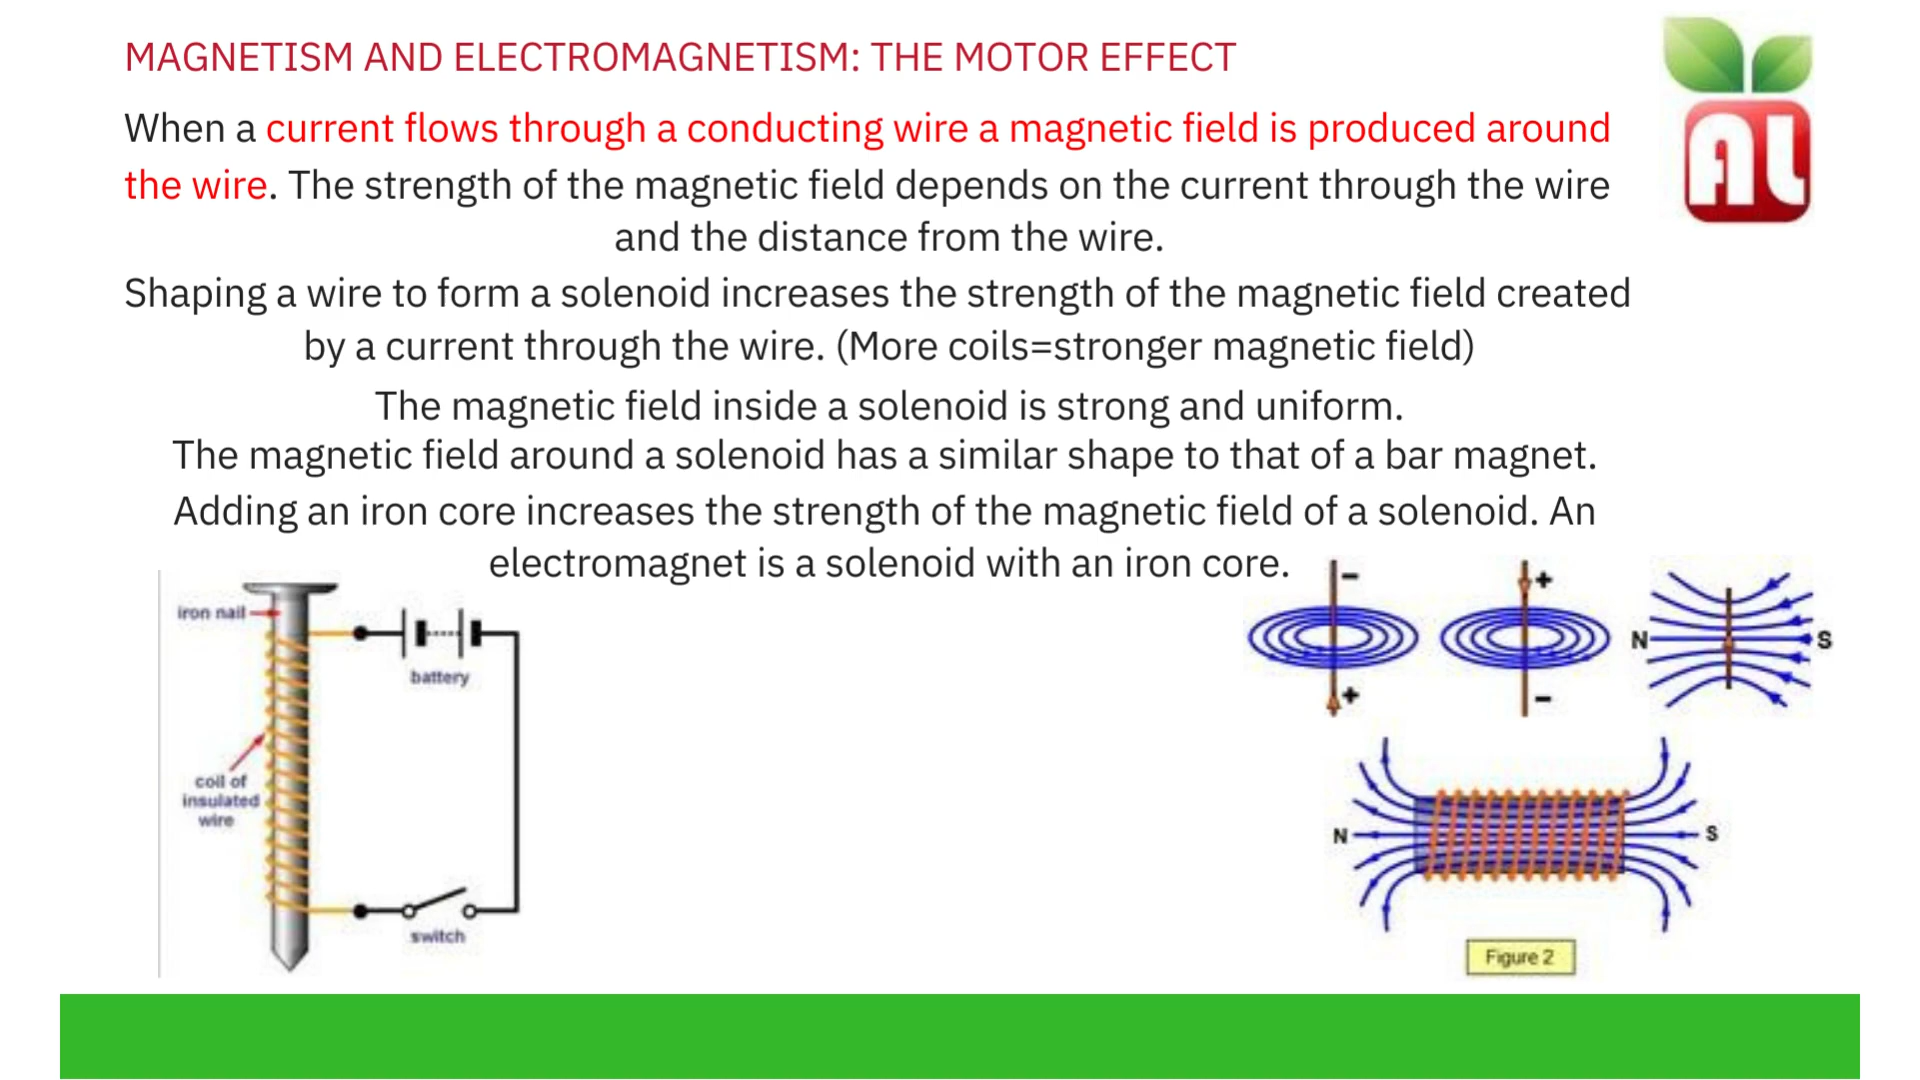 MAGNETISM AND ELECTROMAGNETISM: THE MOTOR EFFECT
When a current flows through a conducting wire a magnetic field is produced around
the wire. The strength of the magnetic field depends on the current through the wire
and the distance from the wire.
Shaping a wire to form a solenoid increases the strength of the magnetic field created
by a current through the wire. (More coils=stronger magnetic field)
The magnetic field inside a solenoid is strong and uniform.
The magnetic field around a solenoid has a similar shape to that of a bar magnet.
Adding an iron core increases the strength of the magnetic field of a solenoid. An
electromagnet is a solenoid with an iron core.
AL
iron nail
battery
coil of
insulated
wire
switch
- +
+ -
N S
N S
Figure 2